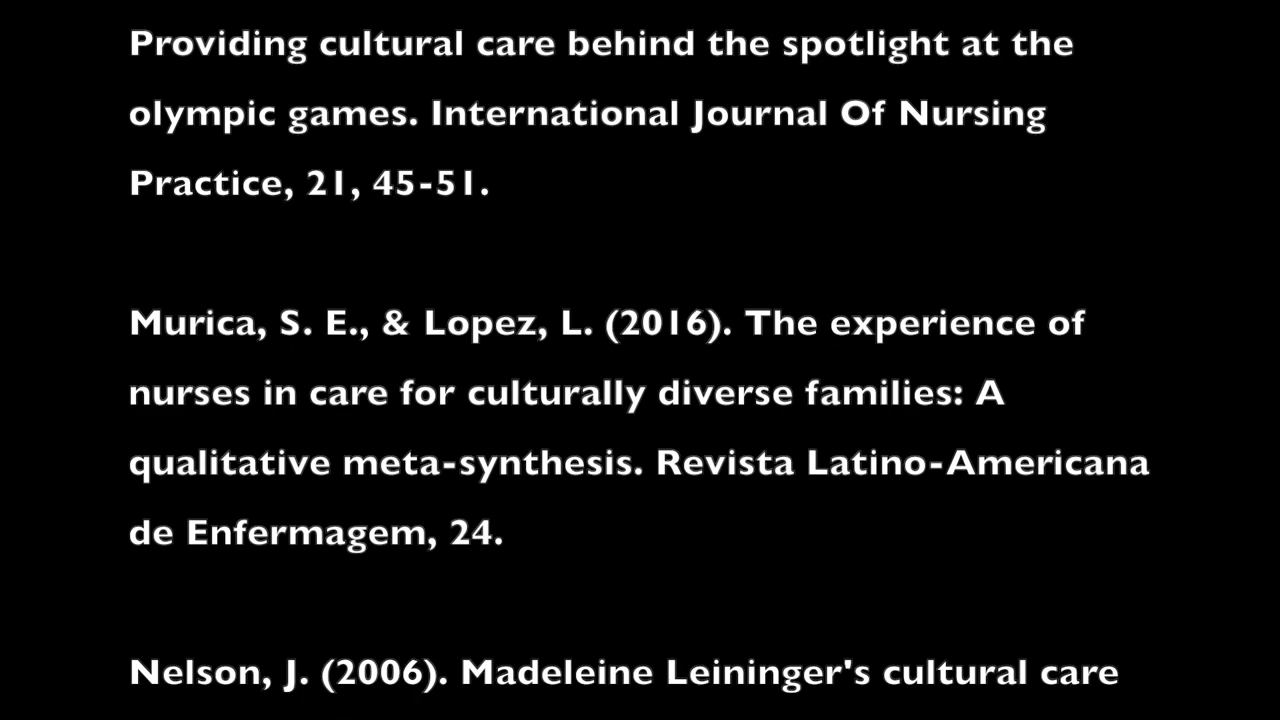 Providing cultural care behind the spotlight at the
olympic games. International Journal Of Nursing
Practice, 21, 45-51.
Murica, S. E., & Lopez, L. (2016). The experience of
nurses in care for culturally diverse families: A
qualitative meta-synthesis. Revista Latino-Americana
de Enfermagem, 24.
Nelson, J. (2006). Madeleine Leininger's cultural care